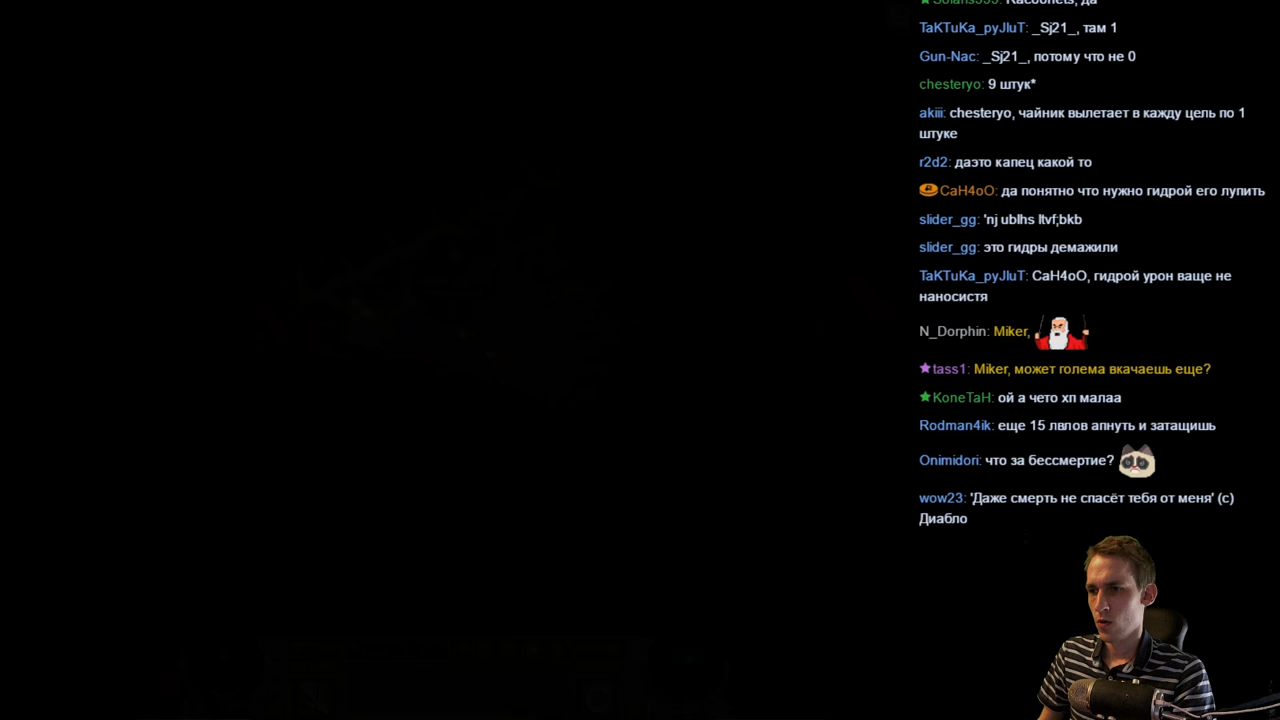 Solaris555: Racoonets, да
TaKTuKa_pyJIuT: _Sj21_, там 1
Gun-Nac: _Sj21_, потому что не 0
chesteryo: 9 штук*
akiii: chesteryo, чайник вылетает в кажду цель по 1
штуке
r2d2: даэто капец какой то
CaH4oO: да понятно что нужно гидрой его лупить
slider_gg: 'nj ublhs ltvf;bkb
slider_gg: это гидры демажили
TaKTuKa_pyJIuT: CaH4oO, гидрой урон ваще не
наносистя
N_Dorphin: Miker,
tass1: Miker, может голема вкачаешь еще?
KoneTaH: ой а чето хп малаа
Rodman4ik: еще 15 лвлов апнуть и затащишь
Onimidori: что за бессмертие?
wow23: 'Даже смерть не спасёт тебя от меня' (с)
Диабло